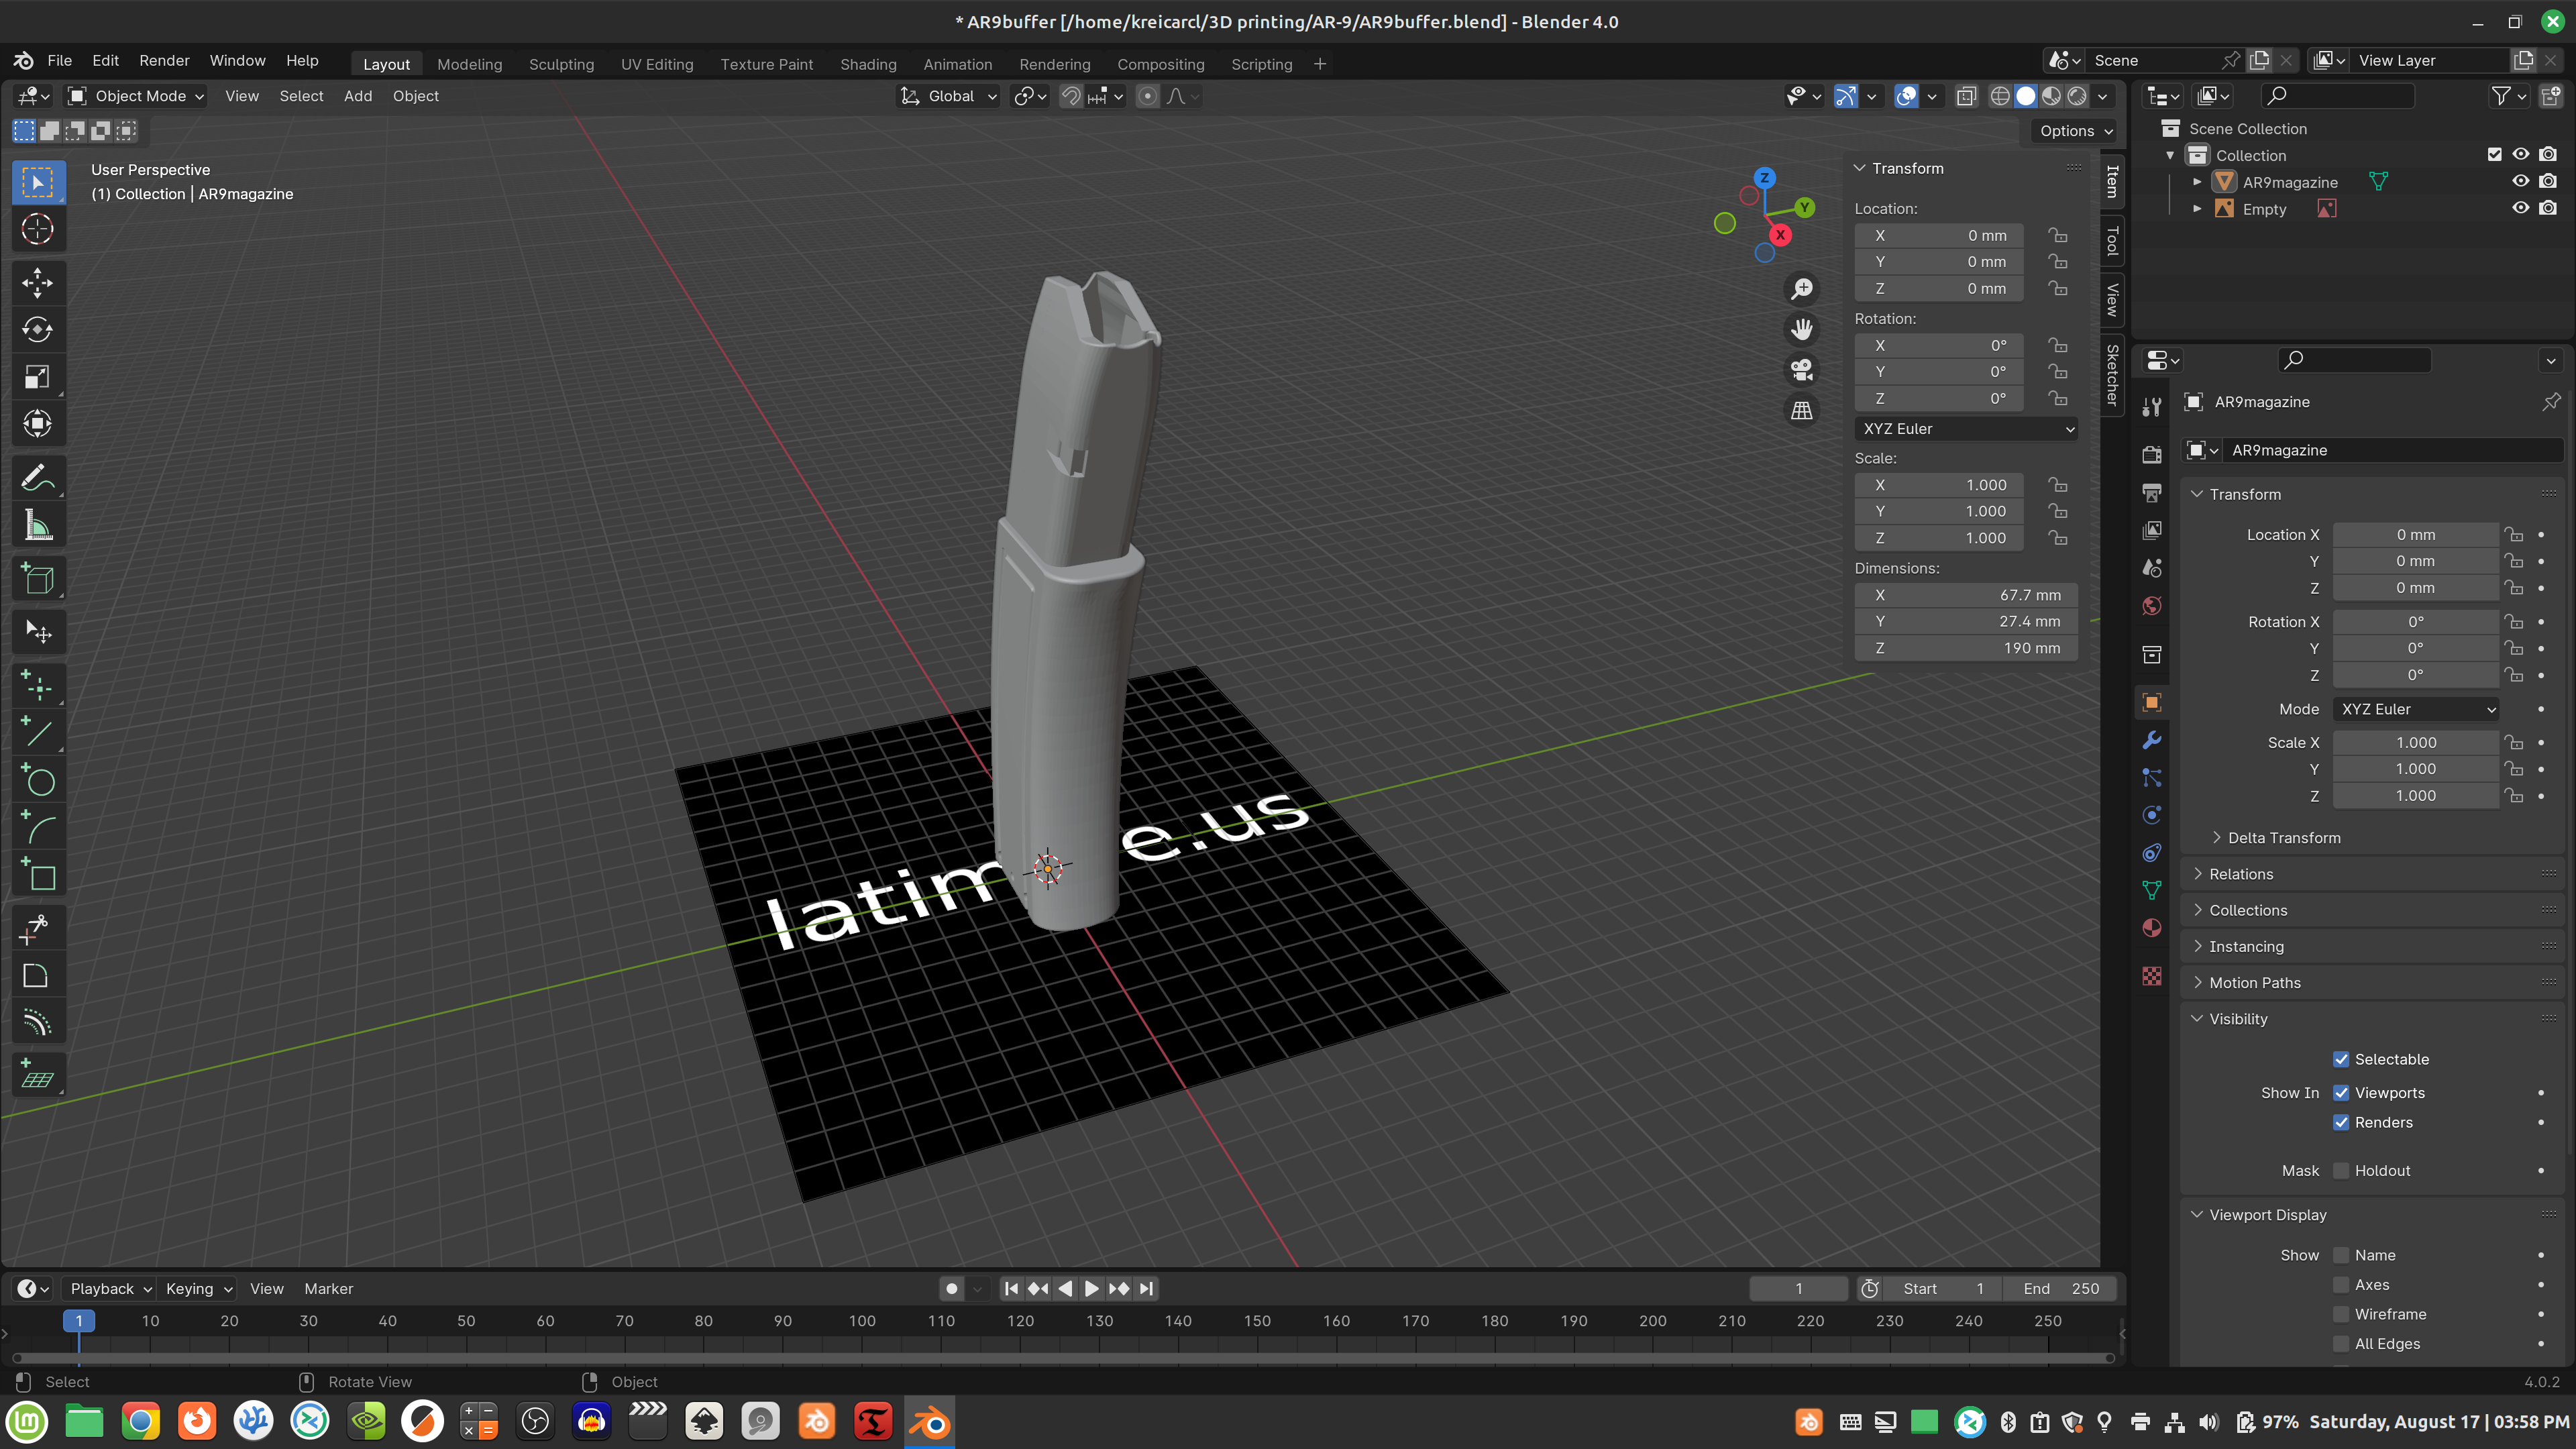 * AR9buffer [/home/kreicarcl/3D printing/AR-9/AR9buffer.blend] - Blender 4.0
File Edit Render Window Help
Layout Modeling Sculpting UV Editing Texture Paint Shading Animation Rendering Compositing Scripting +
Scene
View Layer
Object Mode View Select Add Object
Global
Options
User Perspective
(1) Collection | AR9magazine
Z
Y
X
Transform
Location:
X 0 mm
Y 0 mm
Z 0 mm
Rotation:
X 0°
Y 0°
Z 0°
XYZ Euler
Scale:
X 1.000
Y 1.000
Z 1.000
Dimensions:
X 67.7 mm
Y 27.4 mm
Z 190 mm
Item
Tool
View
Sketcher
Scene Collection
Collection
AR9magazine
Empty
AR9magazine
AR9magazine
Transform
Location X 0 mm
Y 0 mm
Z 0 mm
Rotation X 0°
Y 0°
Z 0°
Mode XYZ Euler
Scale X 1.000
Y 1.000
Z 1.000
Delta Transform
Relations
Collections
Instancing
Motion Paths
Visibility
Selectable
Show In Viewports
Renders
Mask Holdout
Viewport Display
Show Name
Axes
Wireframe
All Edges
latim e.us
Playback Keying View Marker
1 Start 1 End 250
1 10 20 30 40 50 60 70 80 90 100 110 120 130 140 150 160 170 180 190 200 210 220 230 240 250
Select Rotate View Object
4.0.2
97% Saturday, August 17 | 03:58 PM